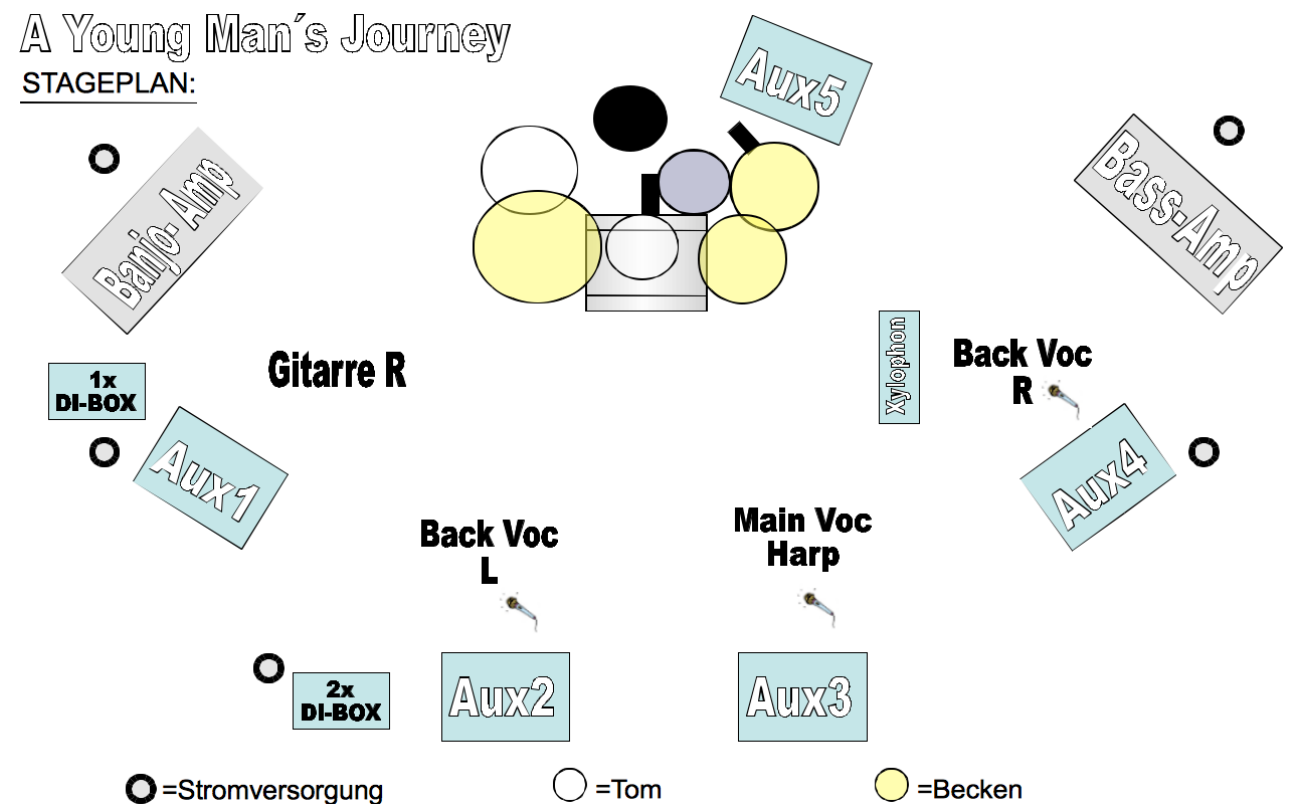 A Young Man´s Journey
STAGEPLAN:
Aux5
Banjo- Amp
Bass-Amp
Xylophon
Back Voc
R
Gitarre R
1x
DI-BOX
Aux1
Aux4
Back Voc
L
Main Voc
Harp
2x
DI-BOX
Aux2
Aux3
=Stromversorgung
=Tom
=Becken